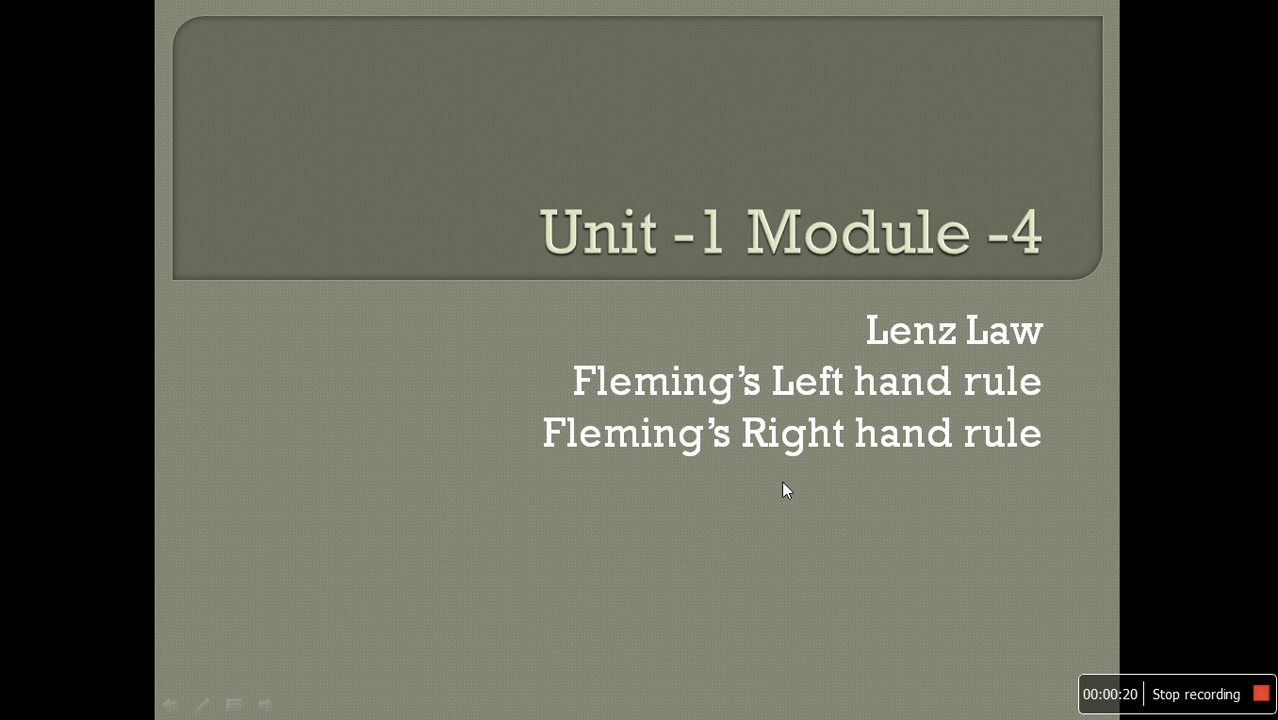 Unit -1 Module -4
Lenz Law
Fleming’s Left hand rule
Fleming’s Right hand rule
00:00:20 Stop recording